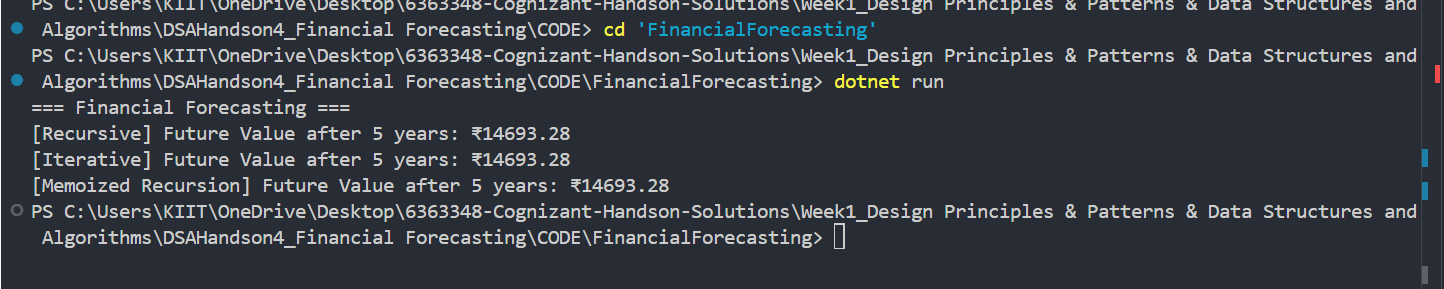 PS C:\Users\KIIT\OneDrive\Desktop\6363348-Cognizant-Handson-Solutions\Week1_Design Principles & Patterns & Data Structures and
Algorithms\DSAHandson4_Financial Forecasting\CODE> cd 'FinancialForecasting'
PS C:\Users\KIIT\OneDrive\Desktop\6363348-Cognizant-Handson-Solutions\Week1_Design Principles & Patterns & Data Structures and
Algorithms\DSAHandson4_Financial Forecasting\CODE\FinancialForecasting> dotnet run
=== Financial Forecasting ===
[Recursive] Future Value after 5 years: ₹14693.28
[Iterative] Future Value after 5 years: ₹14693.28
[Memoized Recursion] Future Value after 5 years: ₹14693.28
PS C:\Users\KIIT\OneDrive\Desktop\6363348-Cognizant-Handson-Solutions\Week1_Design Principles & Patterns & Data Structures and
Algorithms\DSAHandson4_Financial Forecasting\CODE\FinancialForecasting>